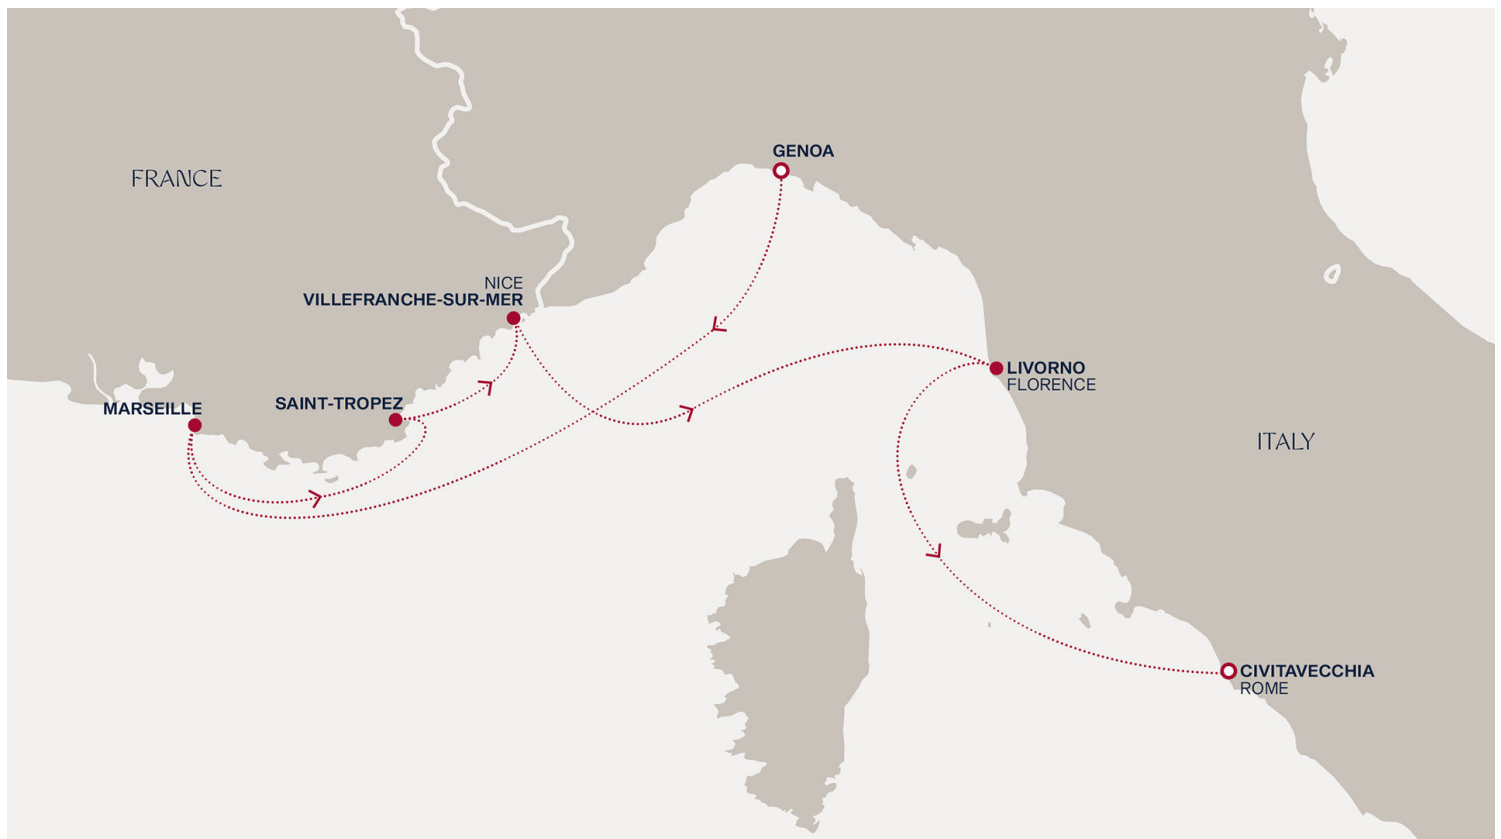 GENOA
FRANCE
NICE
VILLEFRANCHE-SUR-MER
LIVORNO
FLORENCE
SAINT-TROPEZ
MARSEILLE
ITALY
CIVITAVECCHIA
ROME